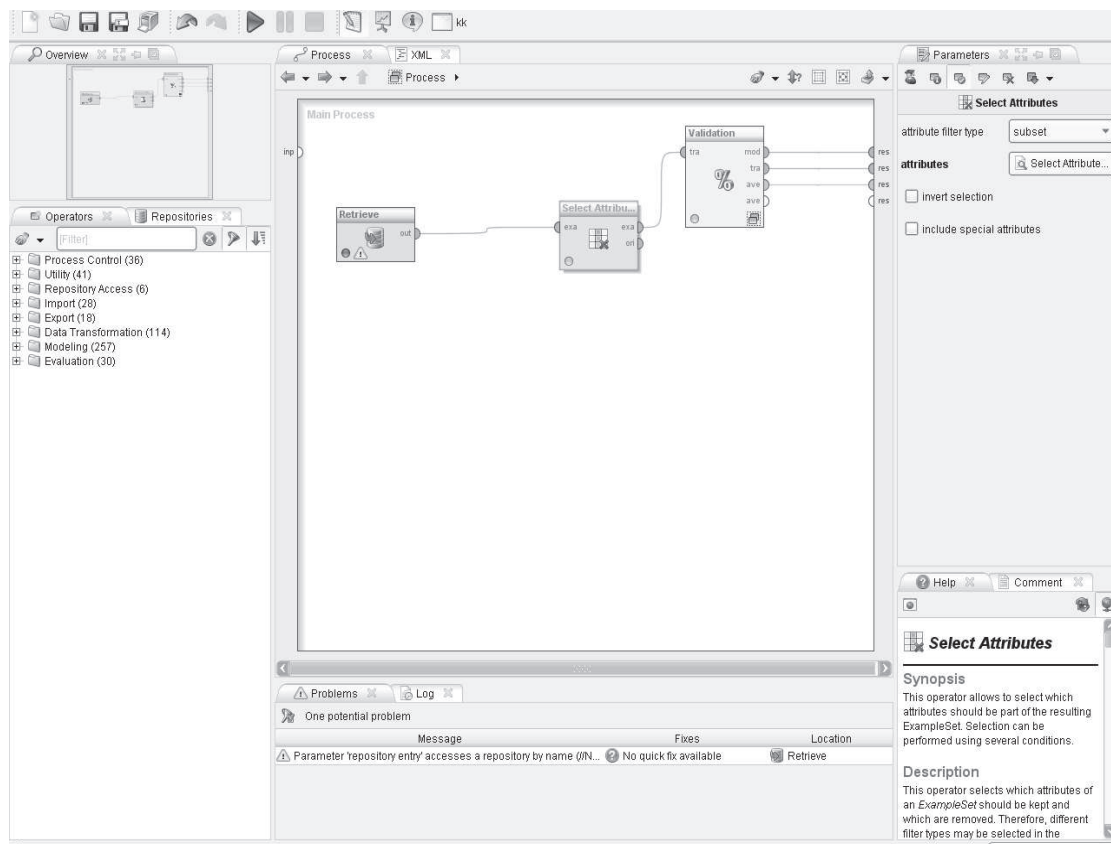 kk
Overview
Process
XML
Parameters
Process
Select Attributes
Main Process
inp
Validation
tra
mod
tra
ave
ave
res
res
res
res
Retrieve
out
Select Attribu...
exa
exa
ori
attribute filter type
subset
attributes
Select Attribute...
invert selection
include special attributes
Operators
Repositories
[Filter]
Process Control (36)
Utility (41)
Repository Access (6)
Import (28)
Export (18)
Data Transformation (114)
Modeling (257)
Evaluation (30)
Problems
Log
One potential problem
Message
Fixes
Location
Parameter 'repository entry' accesses a repository by name (//N...
No quick fix available
Retrieve
Help
Comment
Select Attributes
Synopsis
This operator allows to select which
attributes should be part of the resulting
ExampleSet. Selection can be
performed using several conditions.
Description
This operator selects which attributes of
an ExampleSet should be kept and
which are removed. Therefore, different
filter types may be selected in the